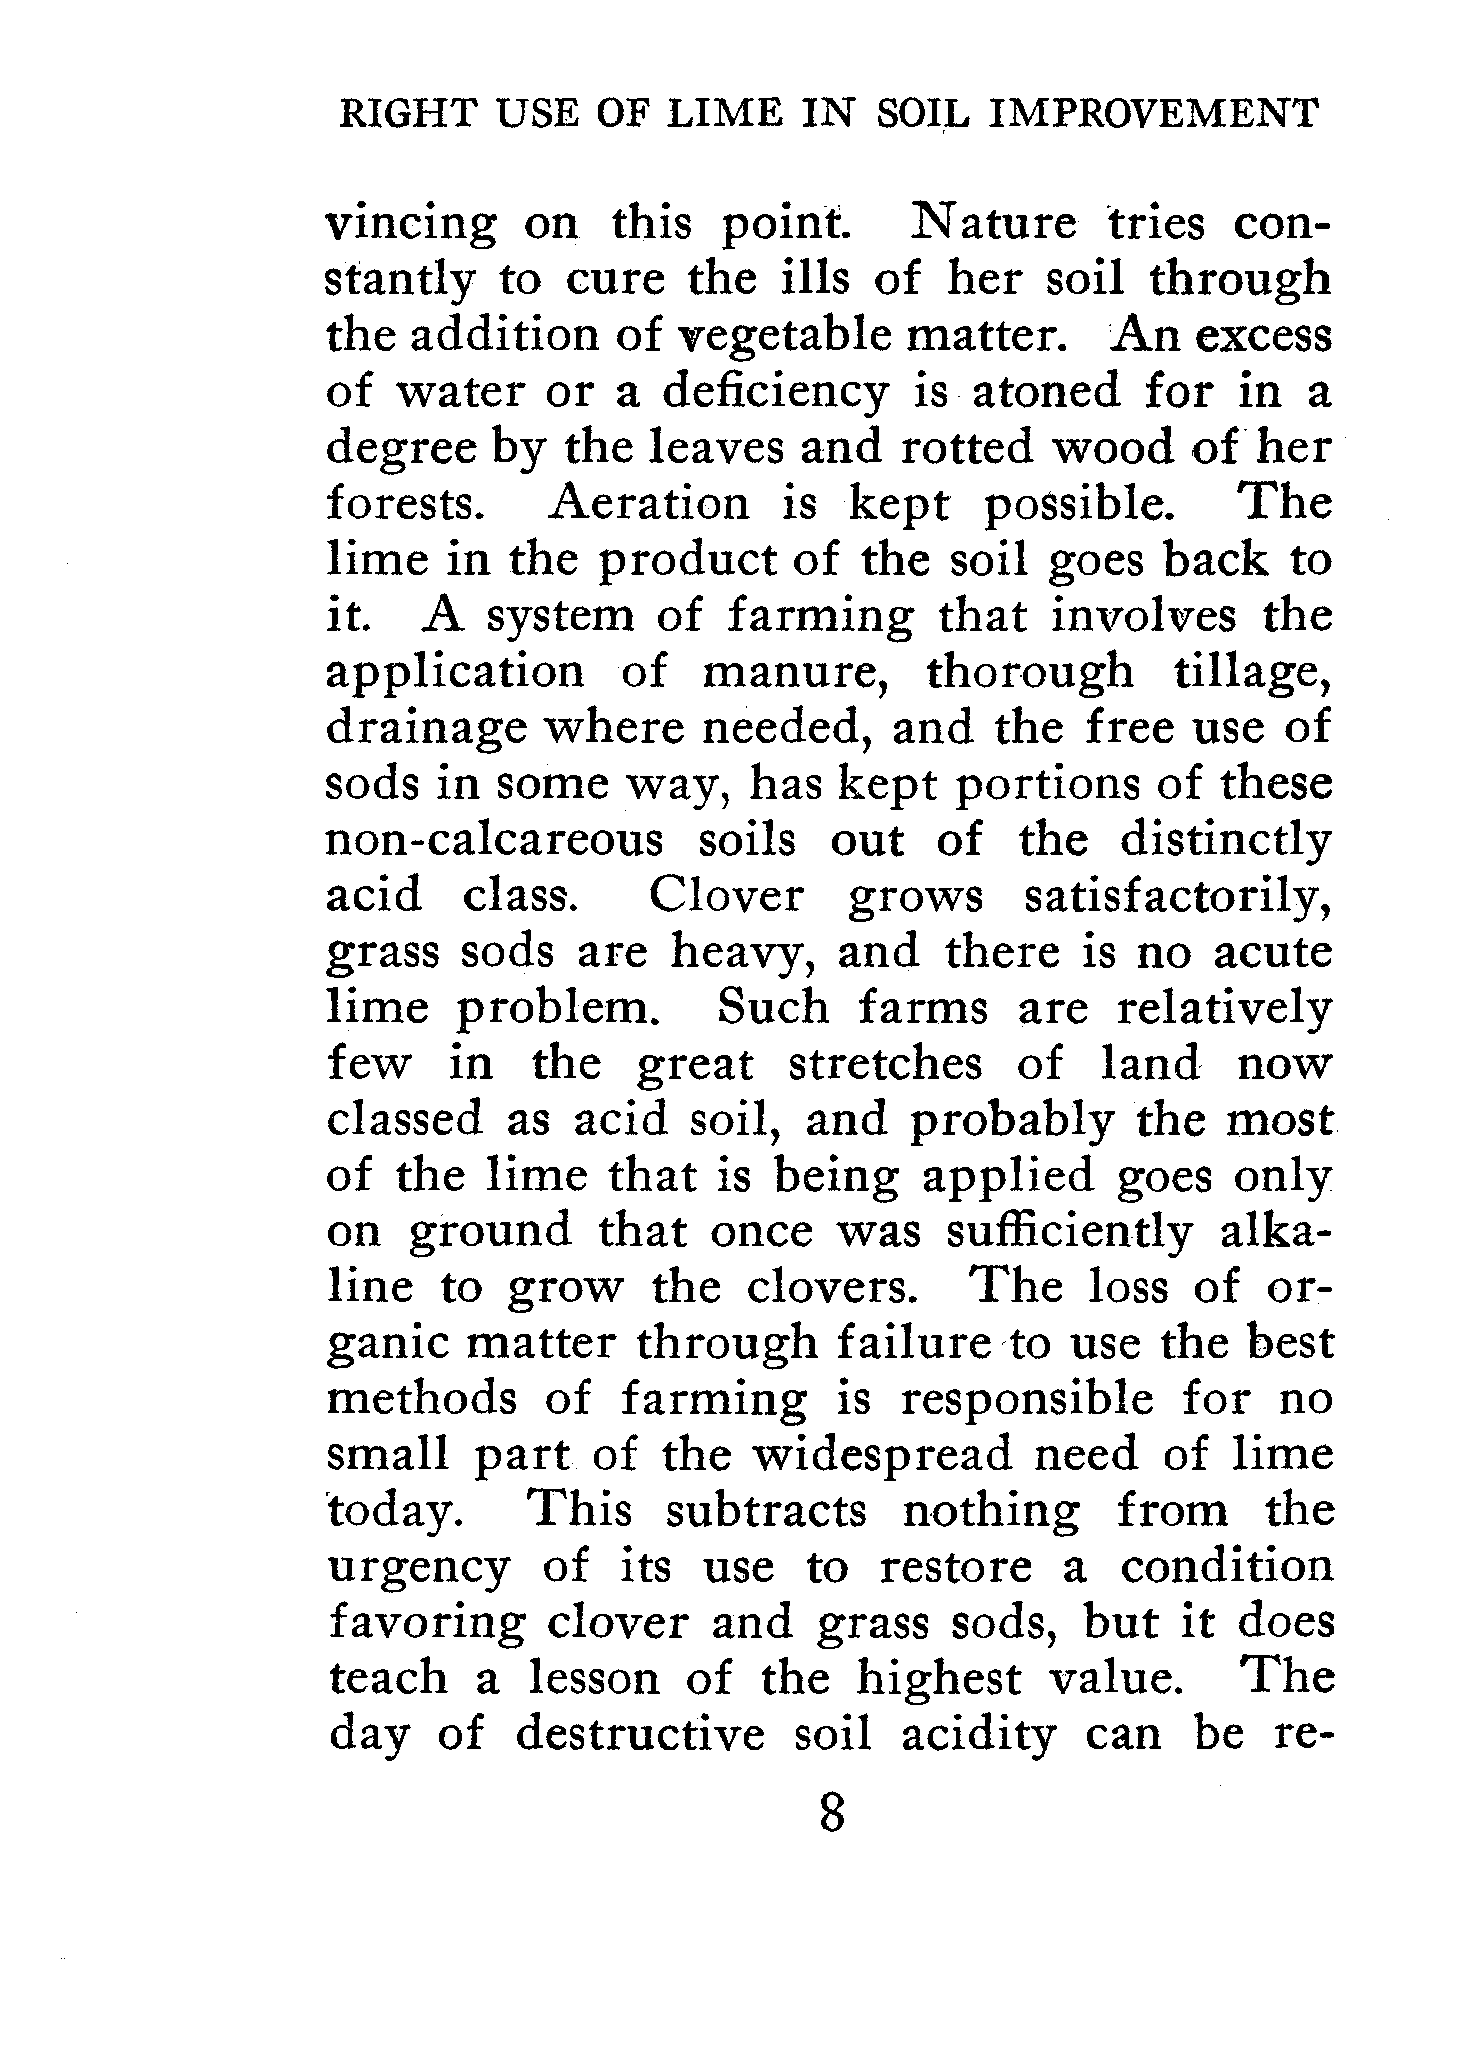 RIGHT USE OF LIME IN SOIL IMPROVEMENT
vincing on this point. Nature tries con-
stantly to cure the ills of her soil through
the addition of vegetable matter. An excess
of water or a deficiency is atoned for in a
degree by the leaves and rotted wood of her
forests. Aeration is kept possible. The
lime in the product of the soil goes back to
it. A system of farming that involves the
application of manure, thorough tillage,
drainage where needed, and the free use of
sods in some way, has kept portions of these
non-calcareous soils out of the distinctly
acid class. Clover grows satisfactorily,
grass sods are heavy, and there is no acute
lime problem. Such farms are relatively
few in the great stretches of land now
classed as acid soil, and probably the most
of the lime that is being applied goes only
on ground that once was sufficiently alka-
line to grow the clovers. The loss of or-
ganic matter through failure to use the best
methods of farming is responsible for no
small part of the widespread need of lime
today. This subtracts nothing from the
urgency of its use to restore a condition
favoring clover and grass sods, but it does
teach a lesson of the highest value. The
day of destructive soil acidity can be re-
8